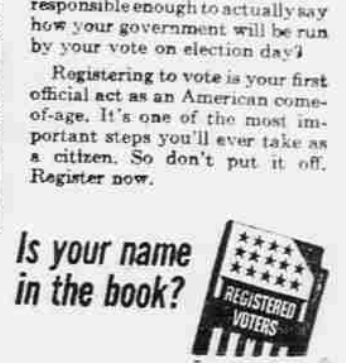 responsible enough to actually say
how your government will be run
by your vote on election day?
Registering to vote is your first
official act as an American come-
of-age. It's one of the most im-
portant steps you'll ever take as
a citizen. So don't put it off.
Register now.
Is your name
in the book?
REGISTERED
VOTERS